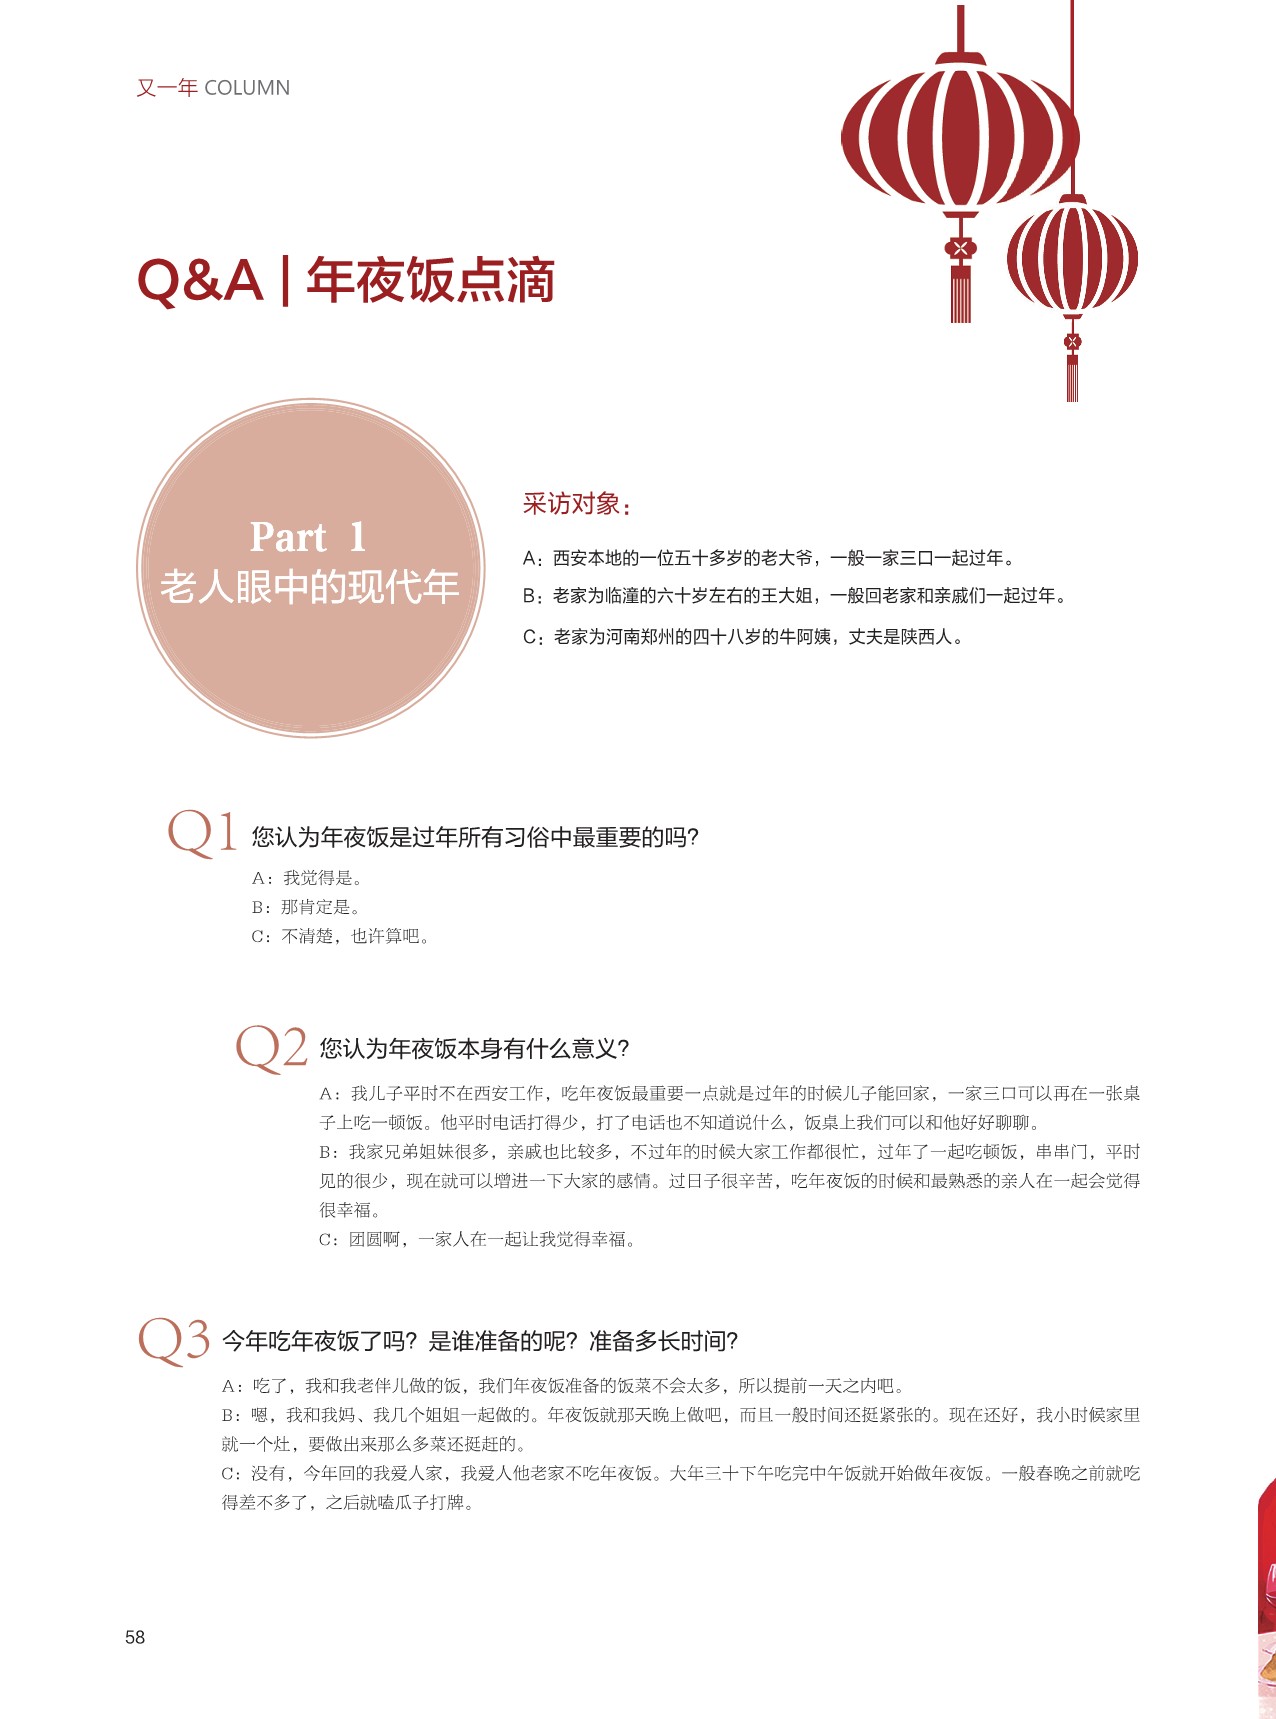 又一年 COLUMN
Q&A | 年夜饭点滴
Part 1
老人眼中的现代年
采访对象：
A：西安本地的一位五十多岁的老大爷，一般一家三口一起过年。
B：老家为临潼的六十岁左右的王大姐，一般回老家和亲戚们一起过年。
C：老家为河南郑州的四十八岁的牛阿姨，丈夫是陕西人。
Q1 您认为年夜饭是过年所有习俗中最重要的吗？
A：我觉得是。
B：那肯定是。
C：不清楚，也许算吧。
Q2 您认为年夜饭本身有什么意义？
A：我儿子平时不在西安工作，吃年夜饭最重要一点就是过年的时候儿子能回家，一家三口可以再在一张桌
子上吃一顿饭。他平时电话打得少，打了电话也不知道说什么，饭桌上我们可以和他好好聊聊。
B：我家兄弟姐妹很多，亲戚也比较多，不过年的时候大家工作都很忙，过年了一起吃顿饭，串串门，平时
见的很少，现在就可以增进一下大家的感情。过日子很辛苦，吃年夜饭的时候和最熟悉的亲人在一起会觉得
很幸福。
C：团圆啊，一家人在一起让我觉得幸福。
Q3 今年吃年夜饭了吗？是谁准备的呢？准备多长时间？
A：吃了，我和我老伴儿做的饭，我们年夜饭准备的饭菜不会太多，所以提前一天之内吧。
B：嗯，我和我妈、我几个姐姐一起做的。年夜饭就那天晚上做吧，而且一般时间还挺紧张的。现在还好，我小时候家里
就一个灶，要做出来那么多菜还挺赶的。
C：没有，今年回的我爱人家，我爱人他老家不吃年夜饭。大年三十下午吃完中午饭就开始做年夜饭。一般春晚之前就吃
得差不多了，之后就嗑瓜子打牌。
58